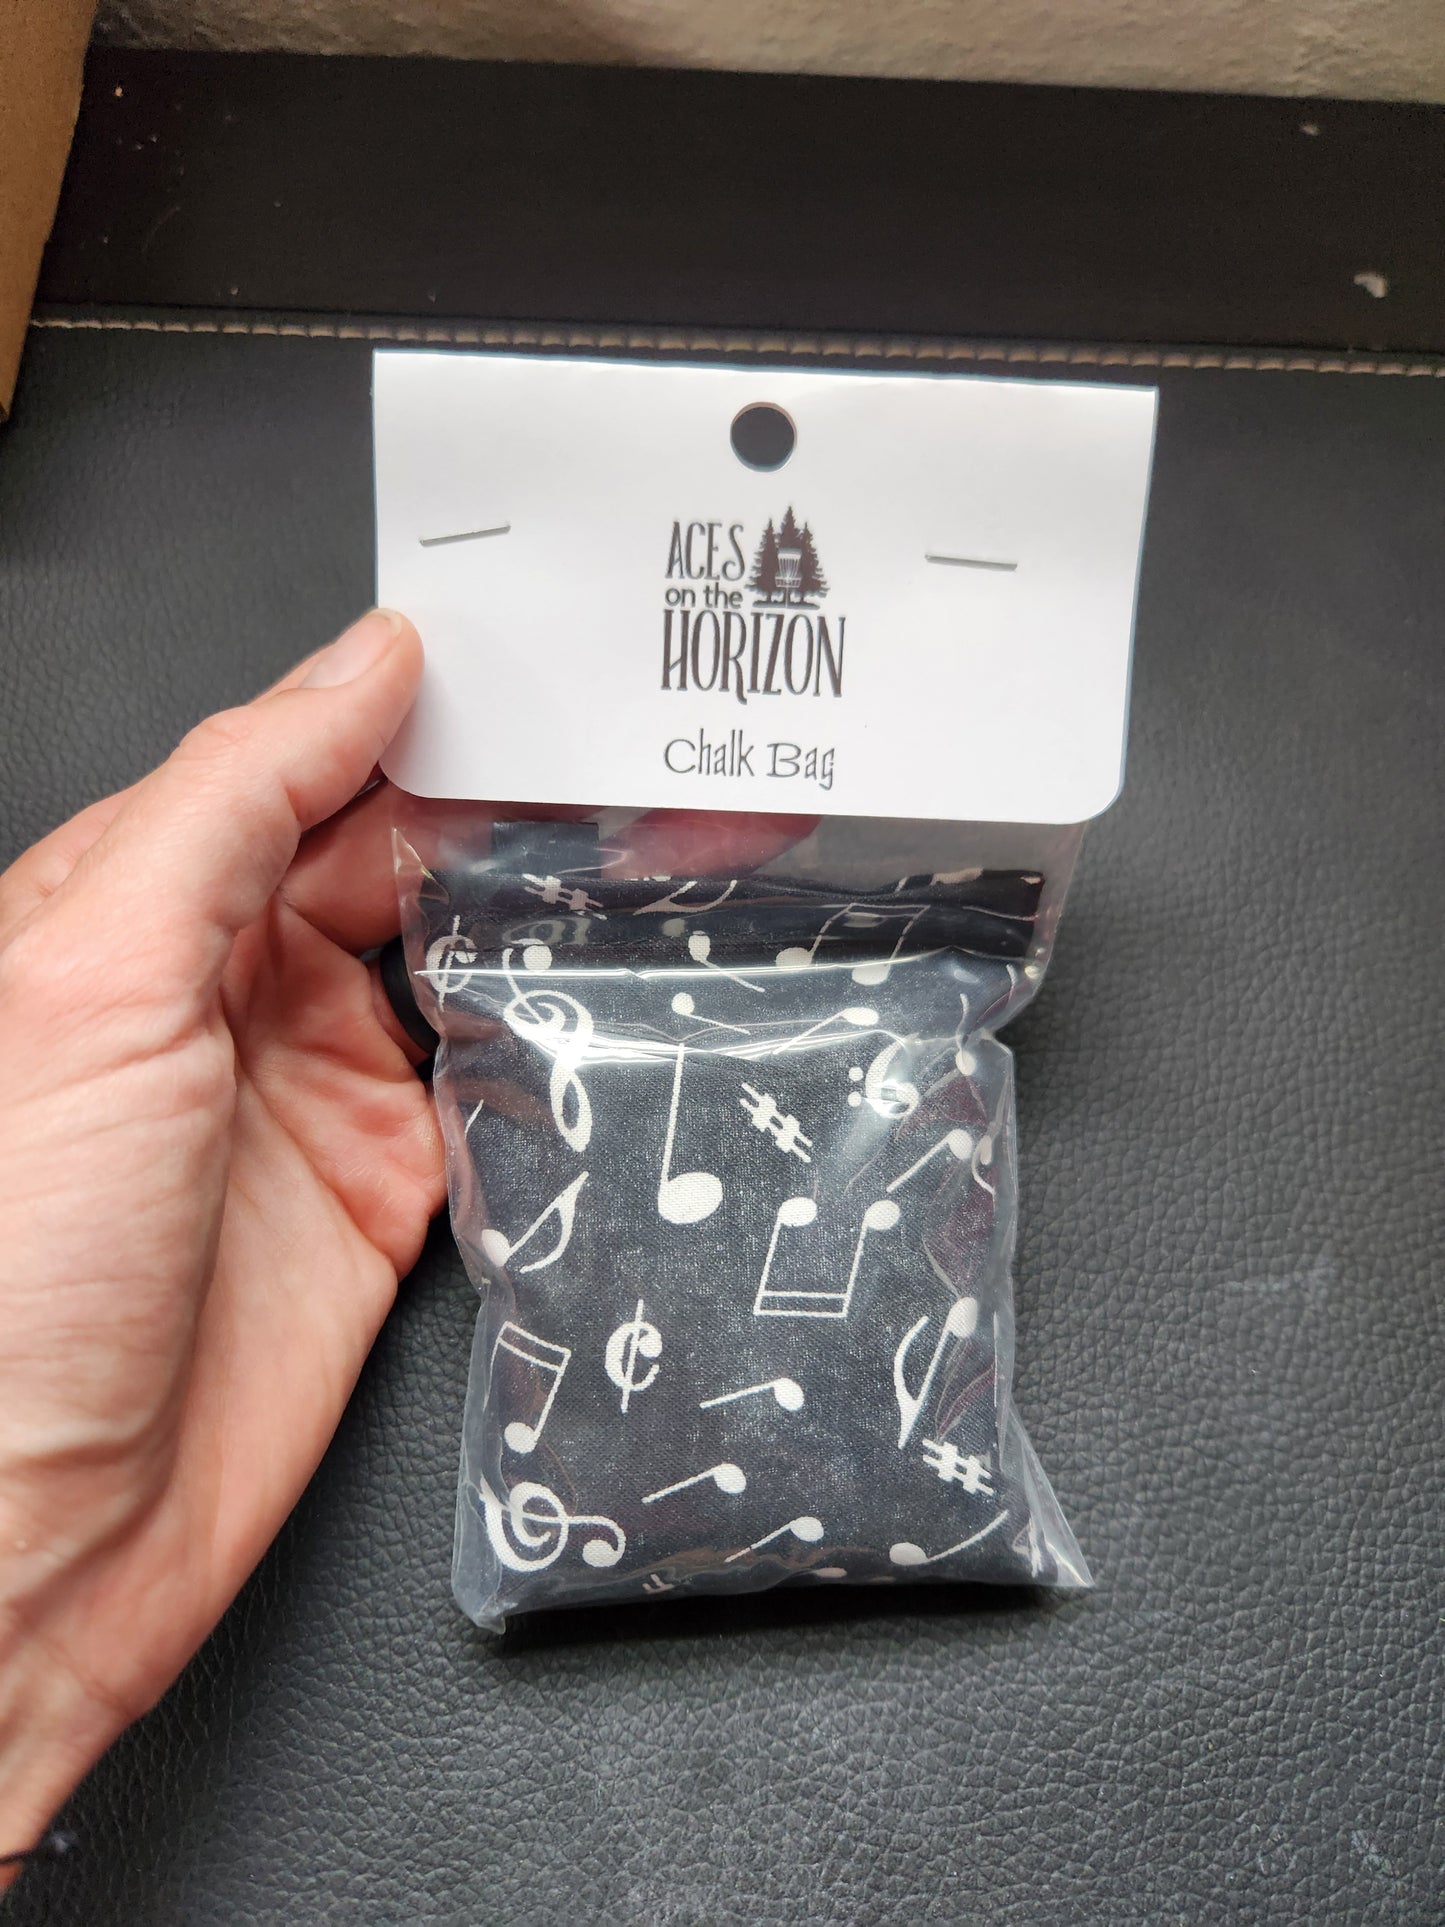 ACES
on the
HORIZON
Chalk Bag